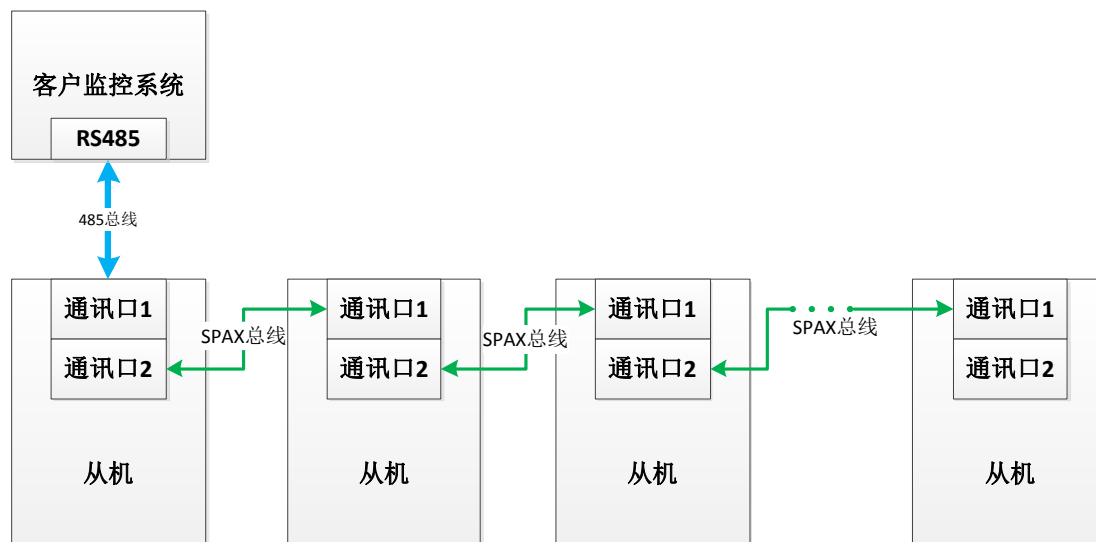 客户监控系统
RS485
485总线
通讯口1
通讯口2
从机
SPAX总线
通讯口1
通讯口2
从机
SPAX总线
通讯口1
通讯口2
从机
SPAX总线
通讯口1
通讯口2
从机